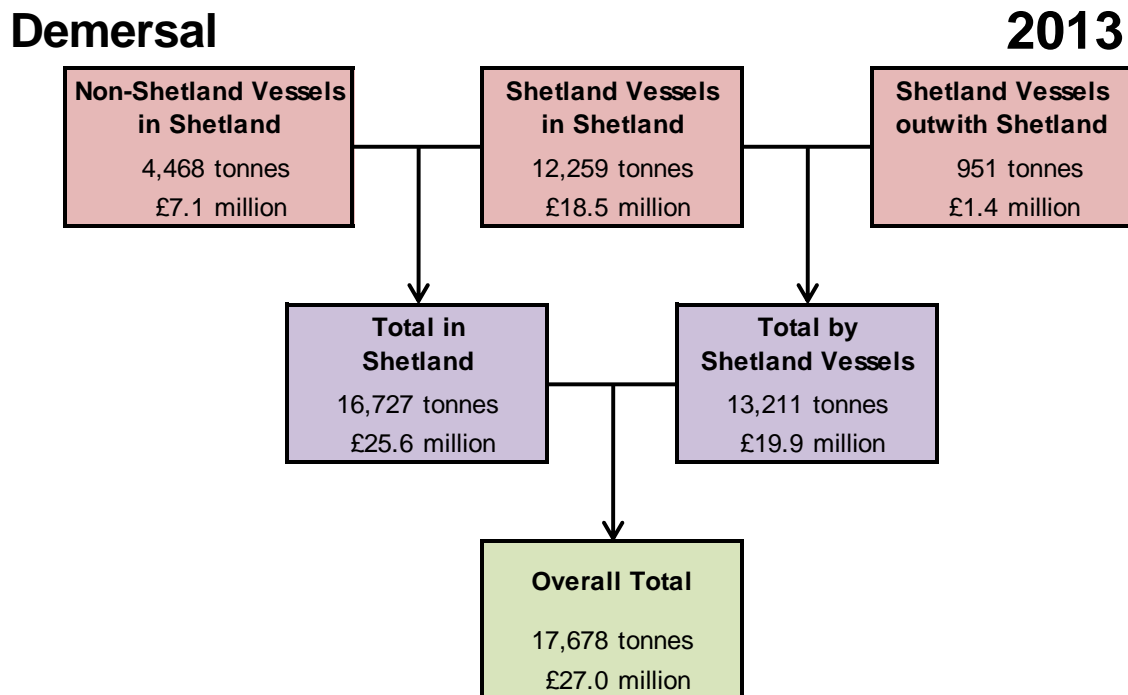 Demersal
2013
Non-Shetland Vessels
in Shetland
4,468 tonnes
£7.1 million
Shetland Vessels
in Shetland
12,259 tonnes
£18.5 million
Shetland Vessels
outwith Shetland
951 tonnes
£1.4 million
Total in
Shetland
16,727 tonnes
£25.6 million
Total by
Shetland Vessels
13,211 tonnes
£19.9 million
Overall Total
17,678 tonnes
£27.0 million